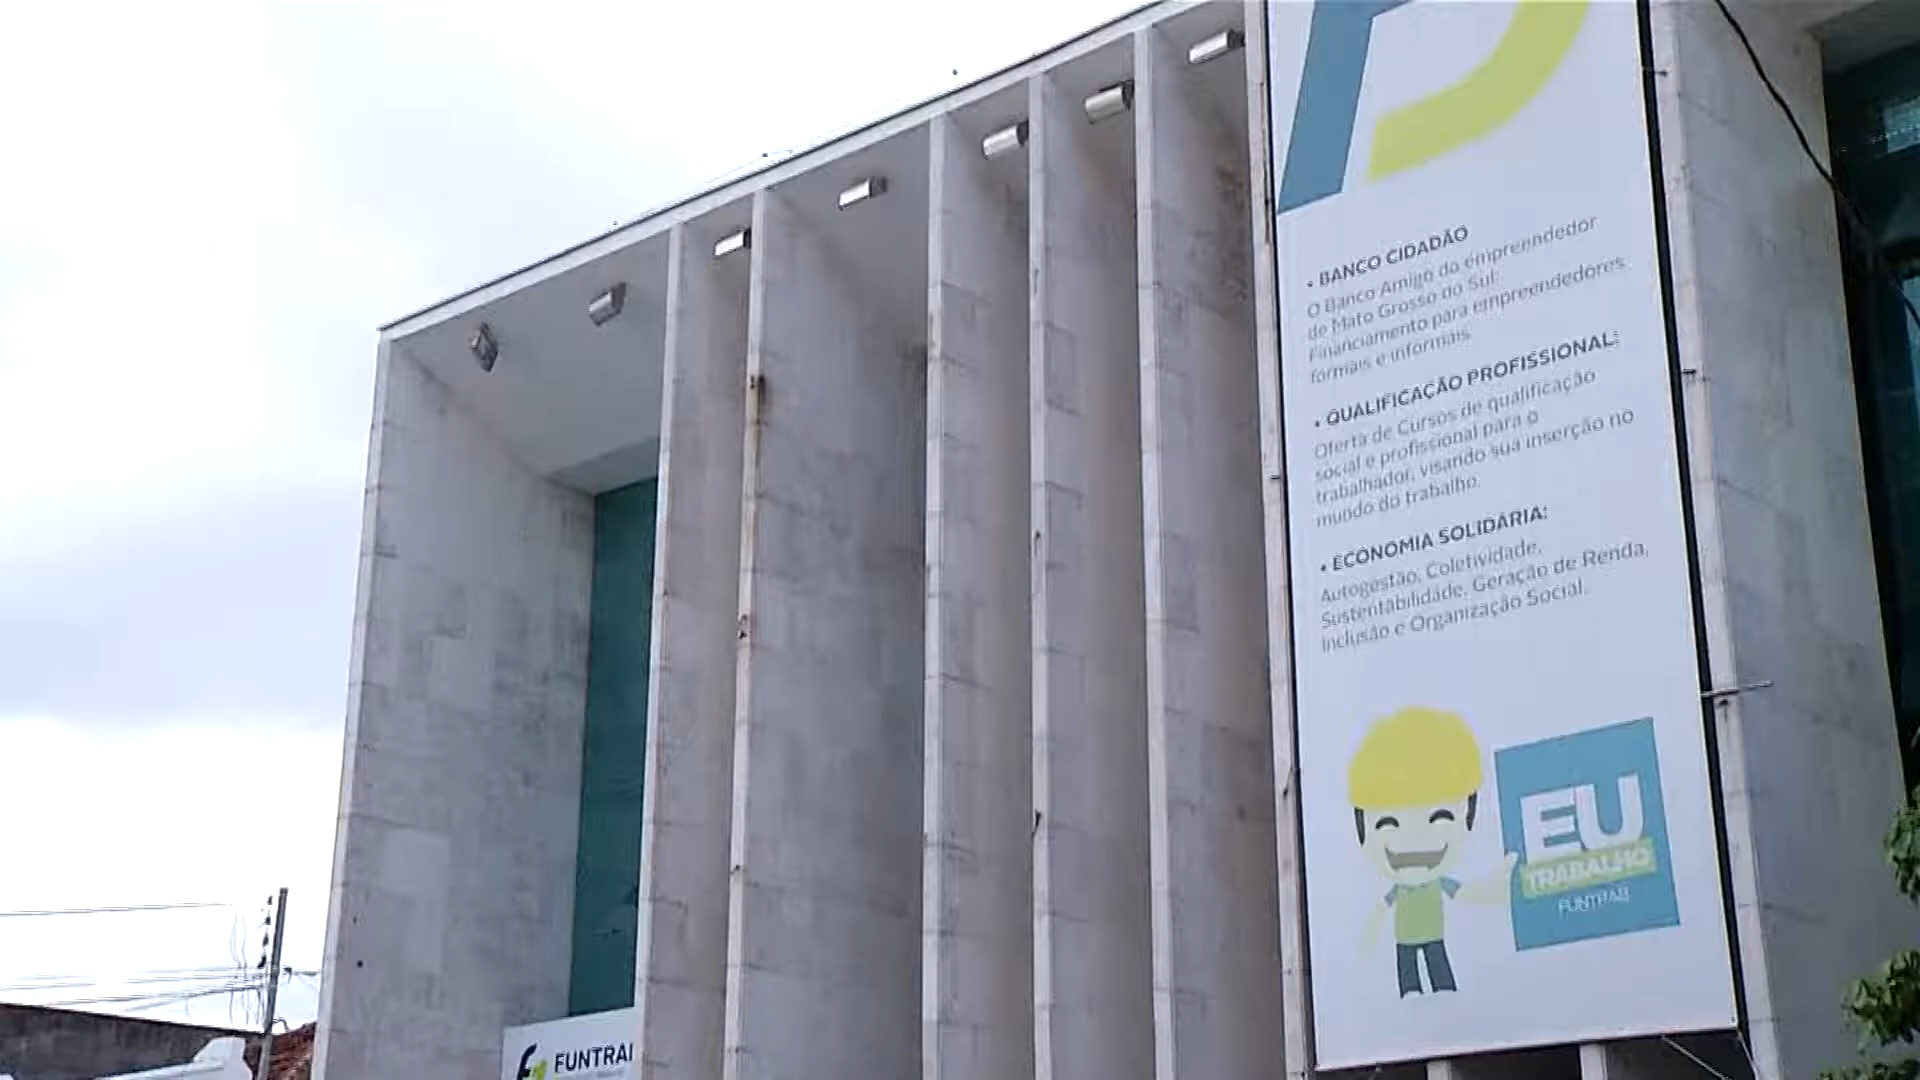 • BANCO CIDADÃO
O Banco Amigo do empreendedor
de Mato Grosso do Sul:
Financiamento para empreendedores
formais e informais.
• QUALIFICAÇÃO PROFISSIONAL:
Oferta de Cursos de qualificação
social e profissional para o
trabalhador, visando sua inserção no
mundo do trabalho.
• ECONOMIA SOLIDÁRIA:
Autogestão, Coletividade,
Sustentabilidade, Geração de Renda,
Inclusão e Organização Social.
EU
TRABALHO
FUNTRAB
FUNTRA